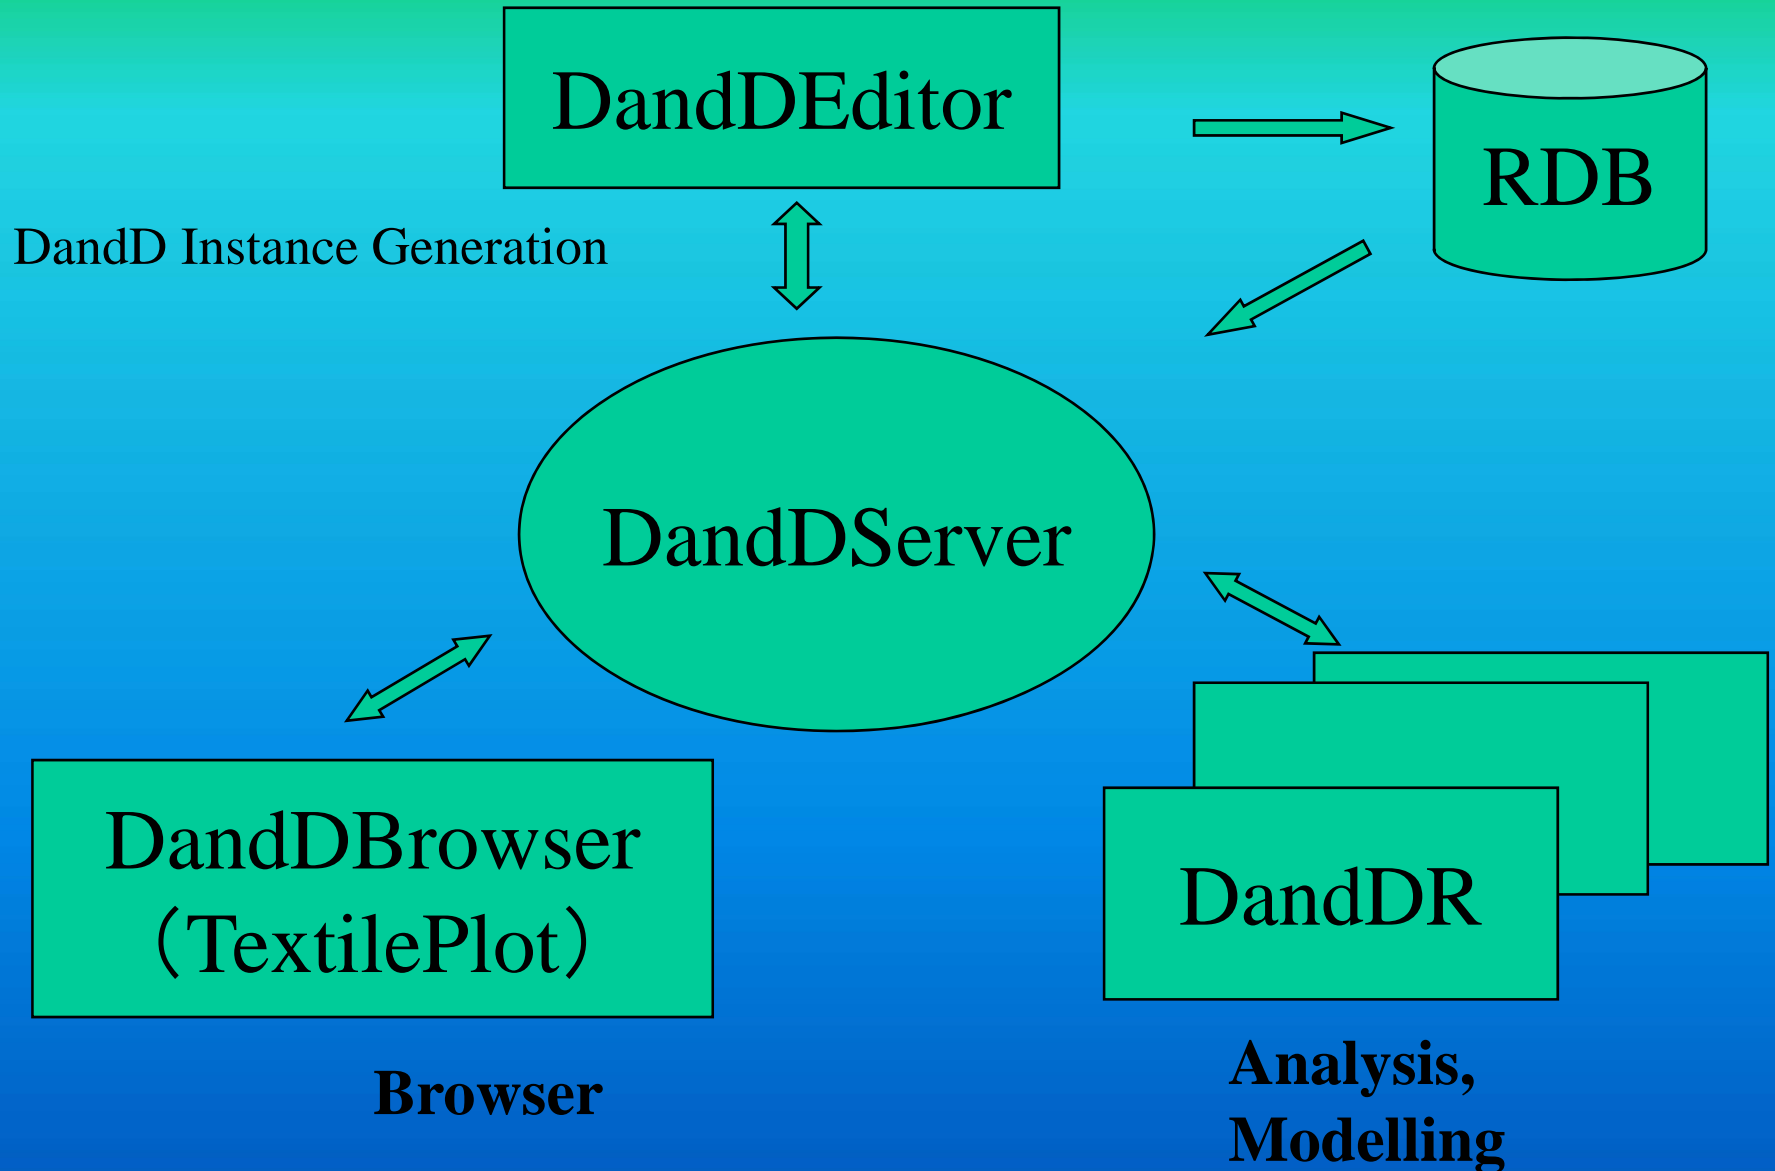 DandDEditor
RDB
DandD Instance Generation
DandDServer
DandDBrowser
（TextilePlot）
DandDR
Browser
Analysis,
Modelling